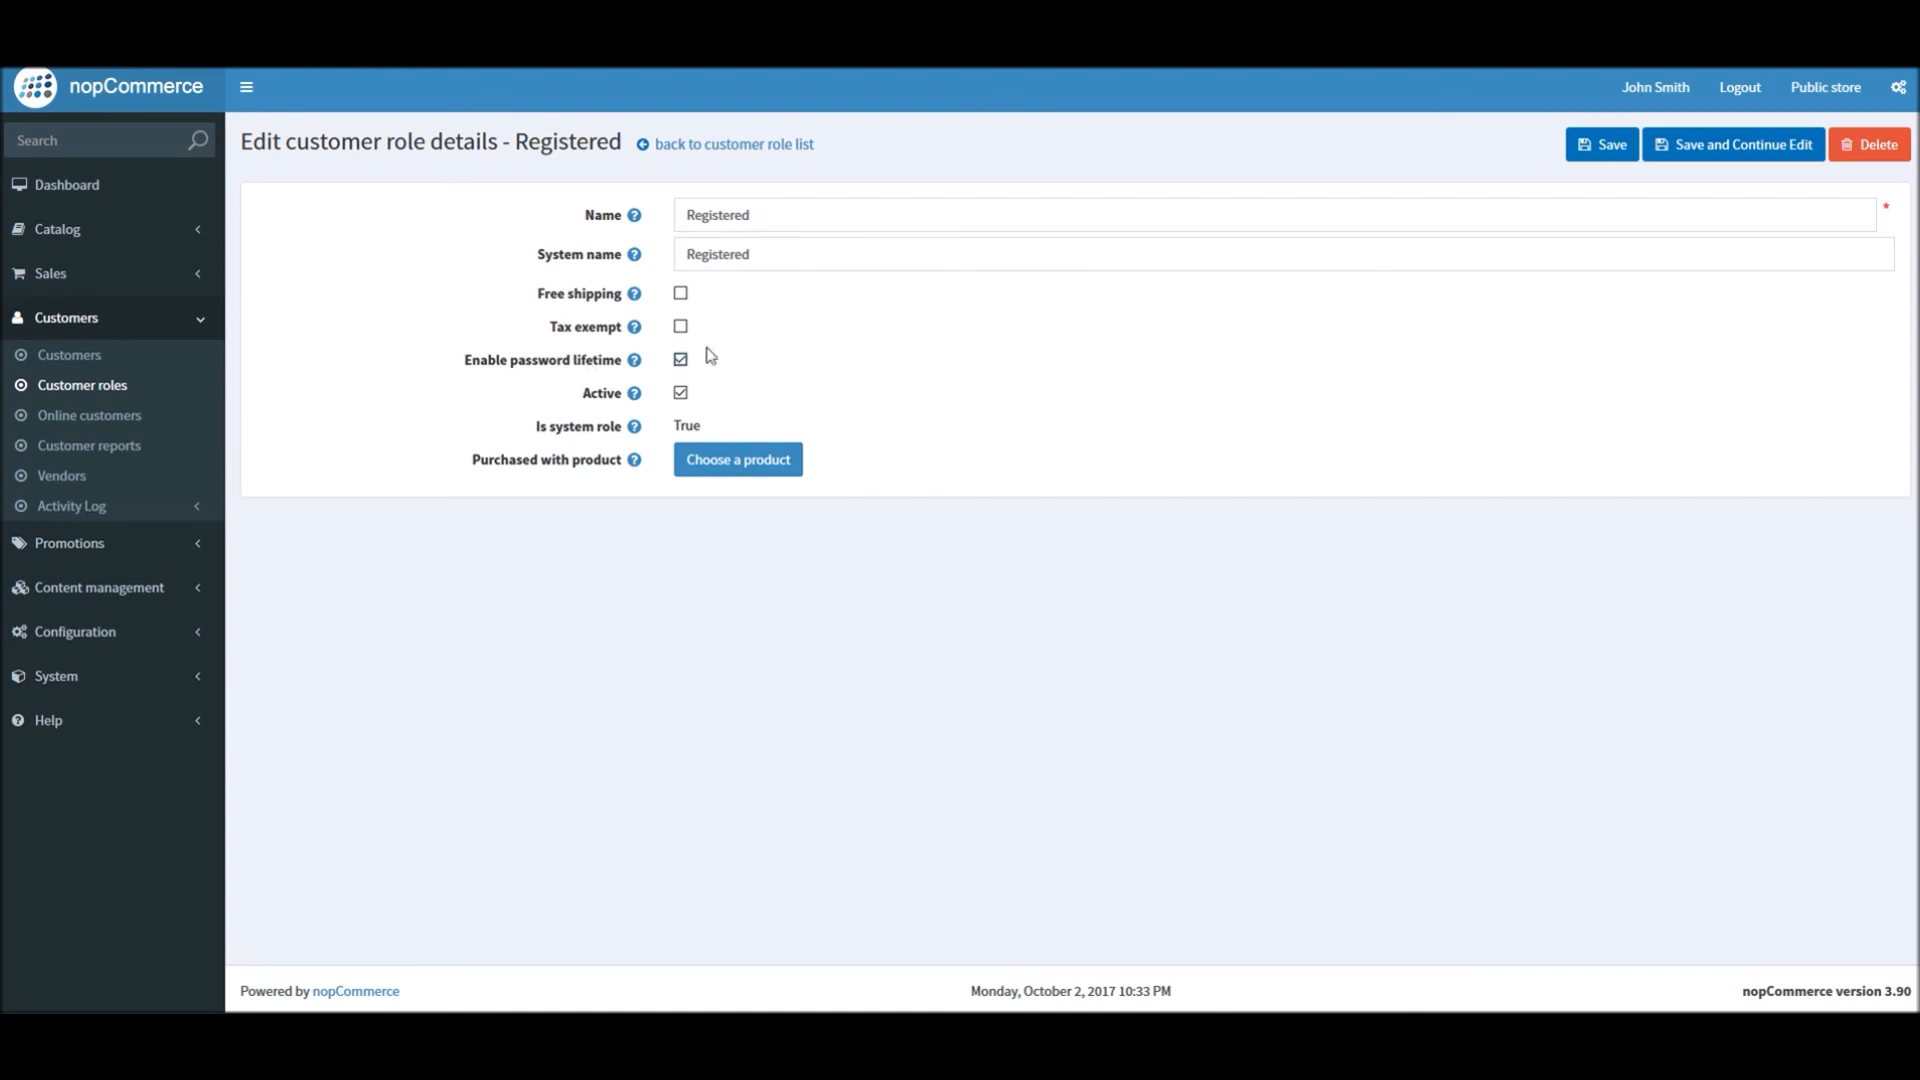 nopCommerce
John Smith
Logout
Public store
Search
Edit customer role details - Registered
back to customer role list
Save
Save and Continue Edit
Delete
Dashboard
Catalog
Sales
Customers
Customers
Customer roles
Online customers
Customer reports
Vendors
Activity Log
Promotions
Content management
Configuration
System
Help
Name ? Registered *
System name ? Registered
Free shipping ?
Tax exempt ?
Enable password lifetime ?
Active ?
Is system role ? True
Purchased with product ? Choose a product
Powered by nopCommerce
Monday, October 2, 2017 10:33 PM
nopCommerce version 3.90